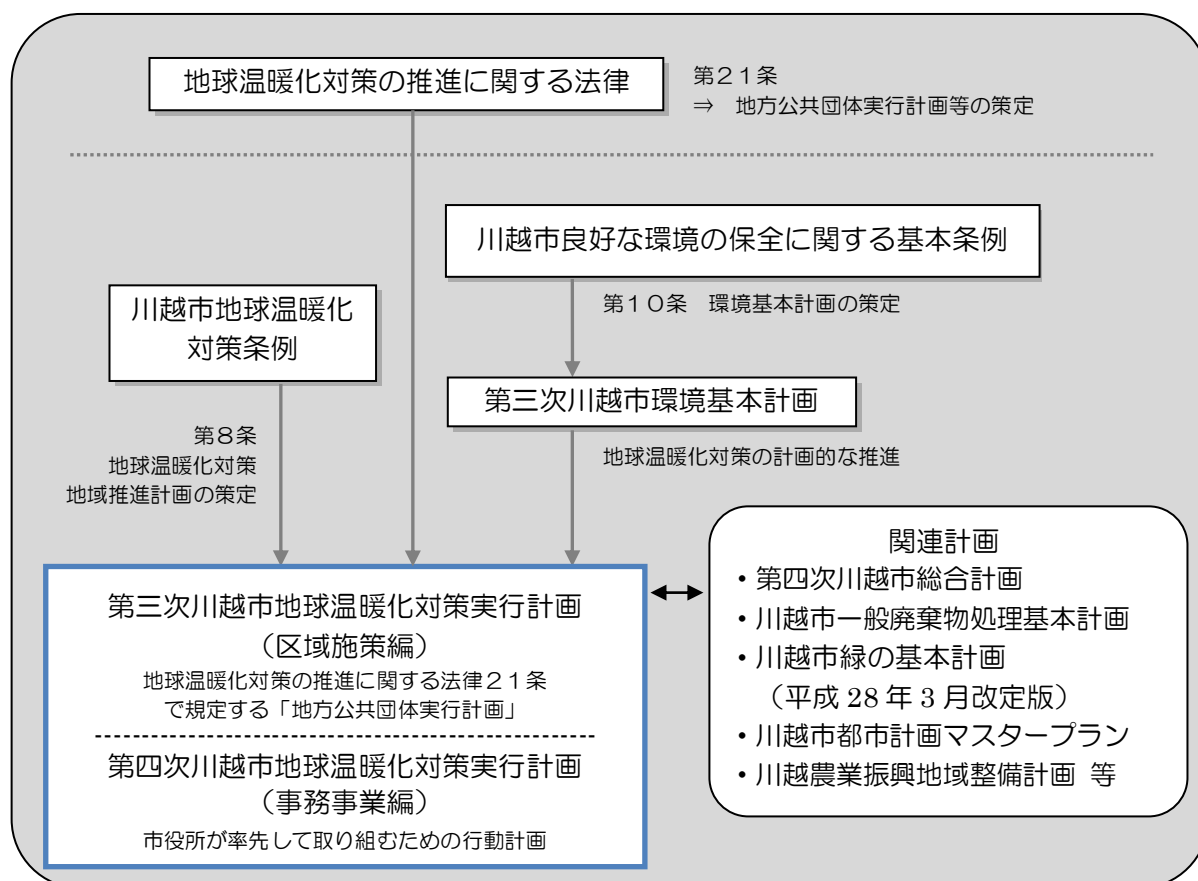 地球温暖化対策の推進に関する法律
第２１条
⇒　地方公共団体実行計画等の策定
川越市良好な環境の保全に関する基本条例
第１０条　環境基本計画の策定
川越市地球温暖化
対策条例
第三次川越市環境基本計画
第８条
地球温暖化対策
地域推進計画の策定
地球温暖化対策の計画的な推進
第三次川越市地球温暖化対策実行計画
（区域施策編）
地球温暖化対策の推進に関する法律２１条
で規定する「地方公共団体実行計画」
第四次川越市地球温暖化対策実行計画
（事務事業編）
市役所が率先して取り組むための行動計画
関連計画
・第四次川越市総合計画
・川越市一般廃棄物処理基本計画
・川越市緑の基本計画
（平成 28 年 3 月改定版）
・川越市都市計画マスタープラン
・川越農業振興地域整備計画 等